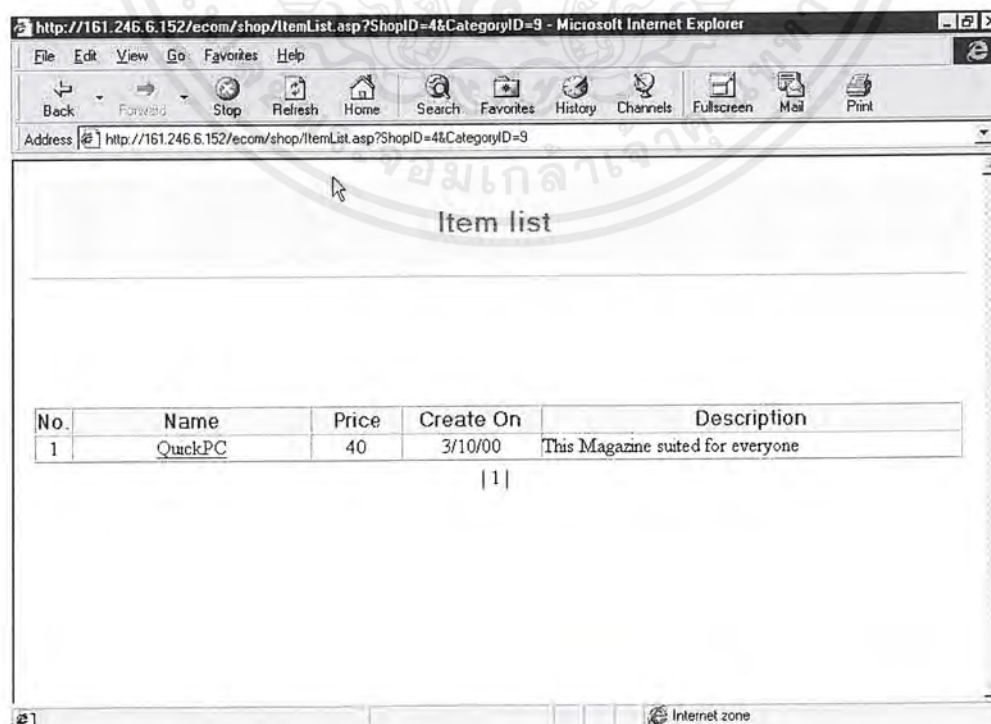 http://161.246.6.152/ecom/shop/ItemList.asp?ShopID=4&CategoryID=9 - Microsoft Internet Explorer
File Edit View Go Favorites Help
Back Forward Stop Refresh Home Search Favorites History Channels Fullscreen Mail Print
Address http://161.246.6.152/ecom/shop/ItemList.asp?ShopID=4&CategoryID=9
Item list
No. Name Price Create On Description
1 QuickPC 40 3/10/00 This Magazine suited for everyone
| 1 |
Internet zone